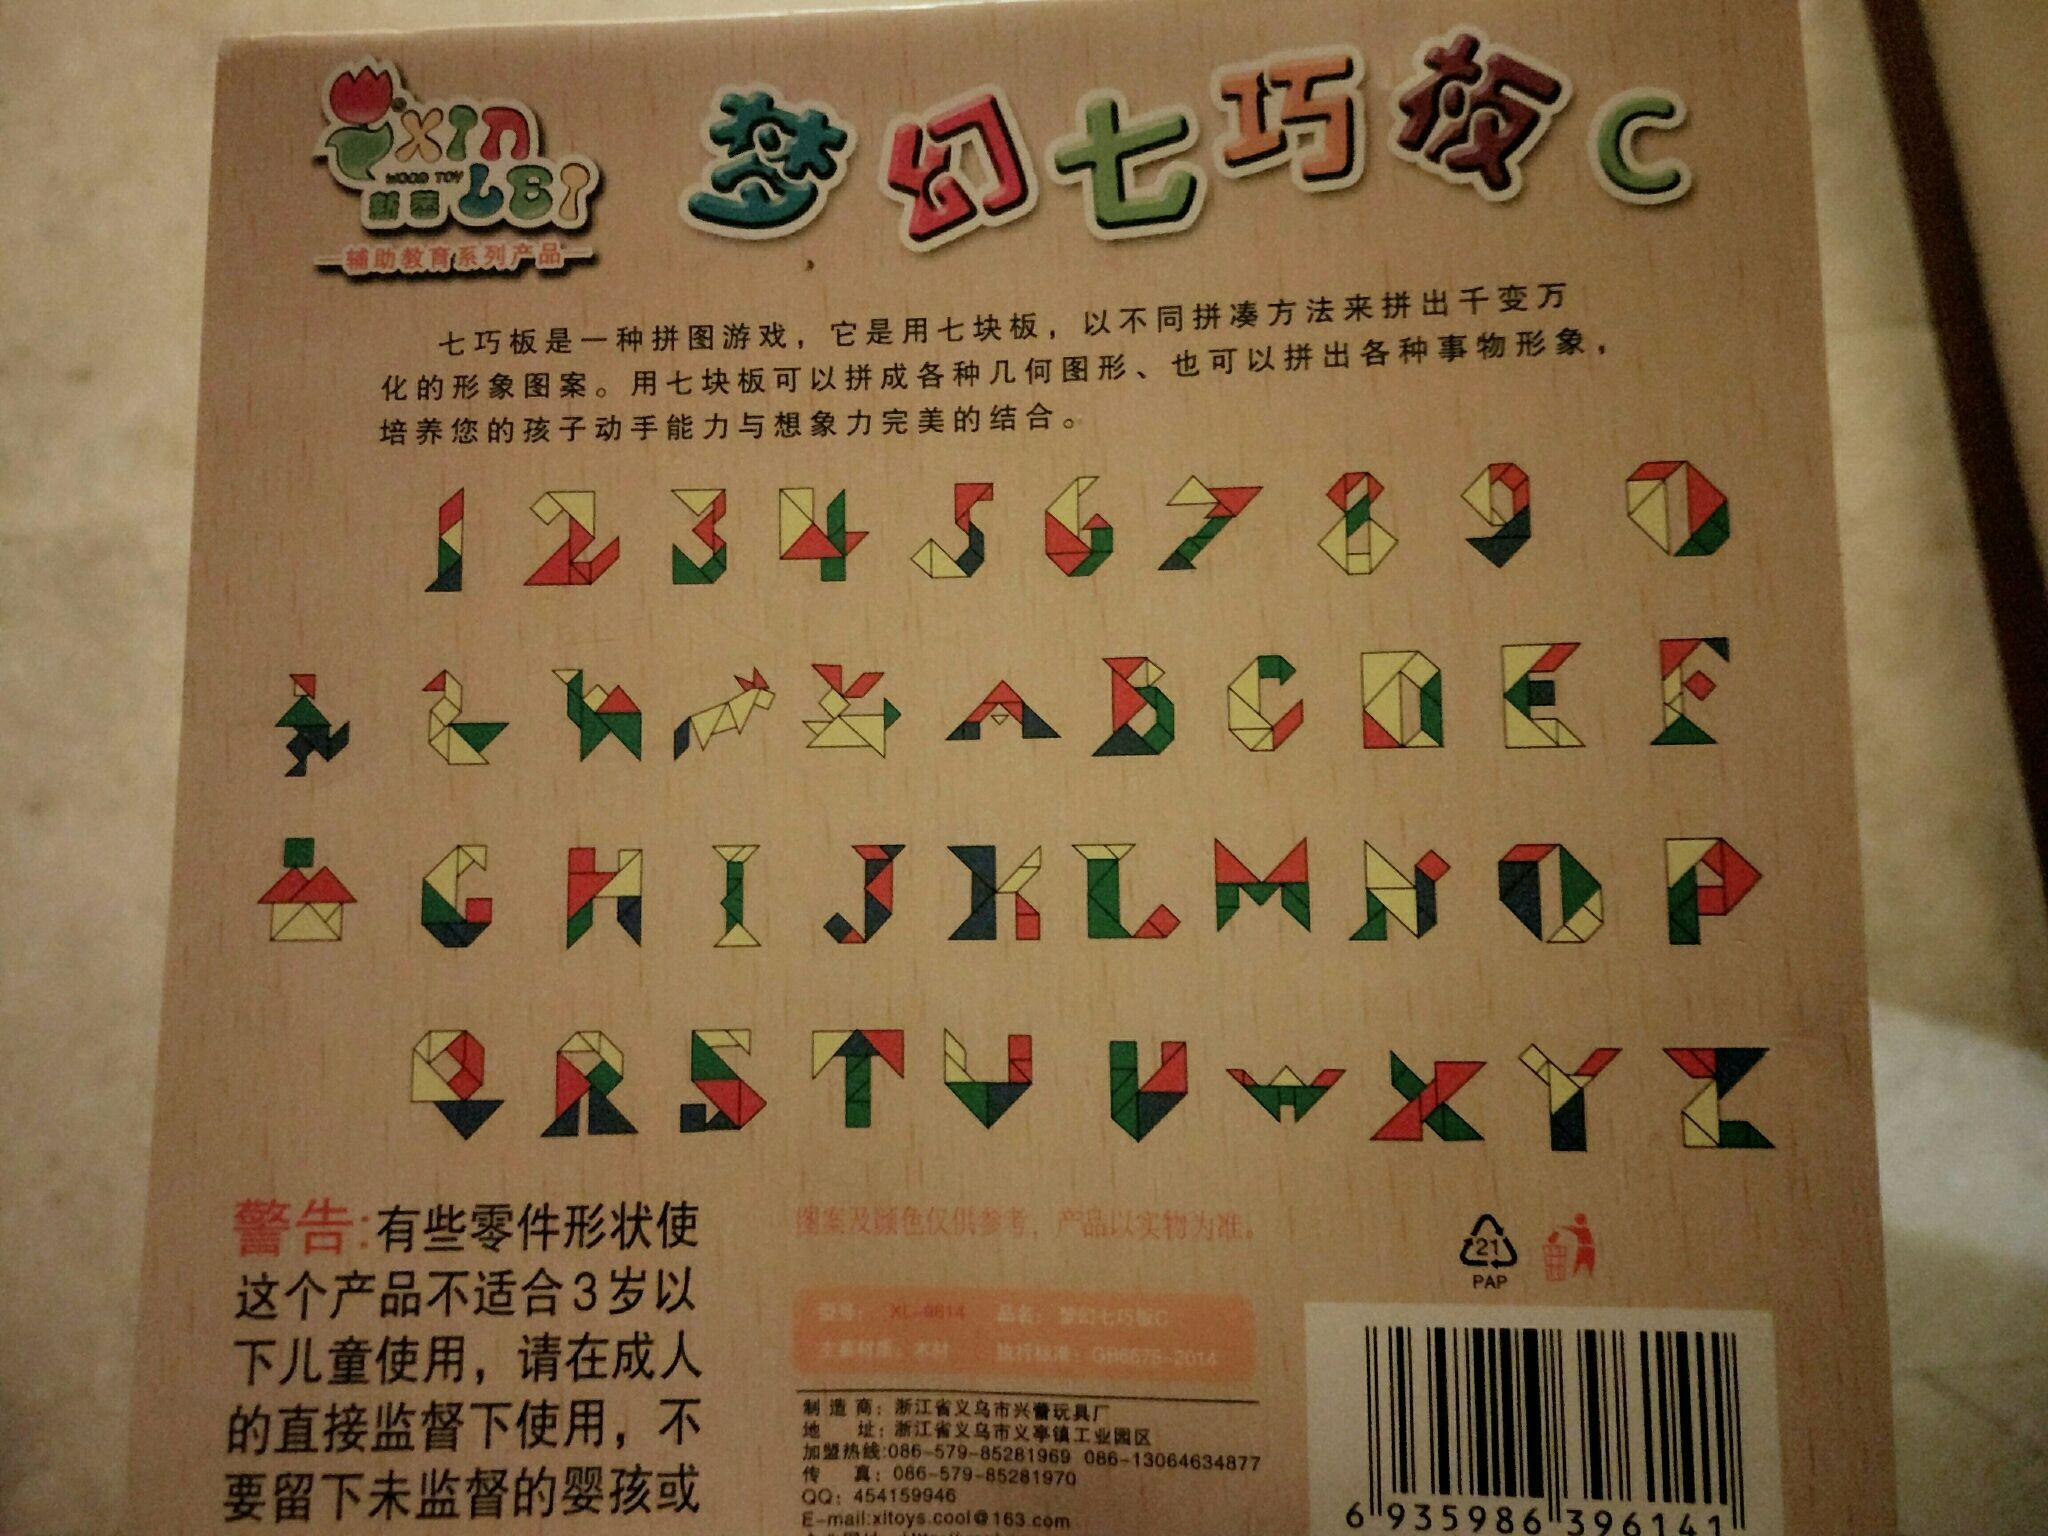 XIN
WOOD TOY
LEI
新蕾
辅助教育系列产品
梦幻七巧板C
七巧板是一种拼图游戏，它是用七块板，以不同拼凑方法来拼出千变万
化的形象图案。用七块板可以拼成各种几何图形、也可以拼出各种事物形象，
培养您的孩子动手能力与想象力完美的结合。
1 2 3 4 5 6 7 8 9 0
A B C D E F
G H I J K L M N O P
Q R S T U V W X Y Z
警告:有些零件形状使
这个产品不适合3岁以
下儿童使用，请在成人
的直接监督下使用，不
要留下未监督的婴孩或
图案及颜色仅供参考，产品以实物为准。
型号： XL-9614 品名：梦幻七巧板C
主要材质：木材 执行标准：GB6675-2014
制造商：浙江省义乌市兴蕾玩具厂
地 址：浙江省义乌市义亭镇工业园区
加盟热线:086-579-85281969 086-13064634877
传 真：086-579-85281970
QQ：454159946
E-mail:xltoys.cool@163.com
21
PAP
6 935986 396141